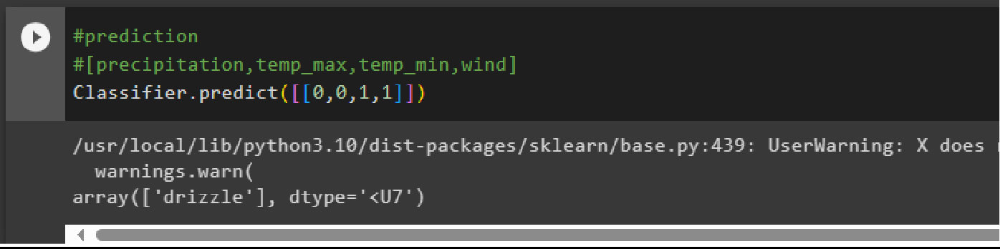 #prediction
#[precipitation,temp_max,temp_min,wind]
Classifier.predict([[0,0,1,1]])
/usr/local/lib/python3.10/dist-packages/sklearn/base.py:439: UserWarning: X does
warnings.warn(
array(['drizzle'], dtype='<U7')